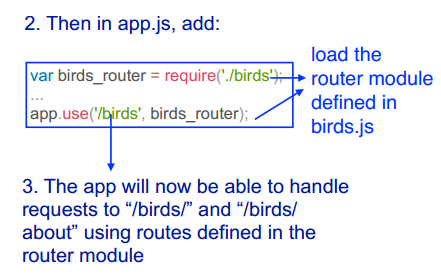 2. Then in app.js, add:
var birds_router = require('./birds');
...
app.use('/birds', birds_router);
load the
router module
defined in
birds.js
3. The app will now be able to handle
requests to “/birds/” and “/birds/
about” using routes defined in the
router module